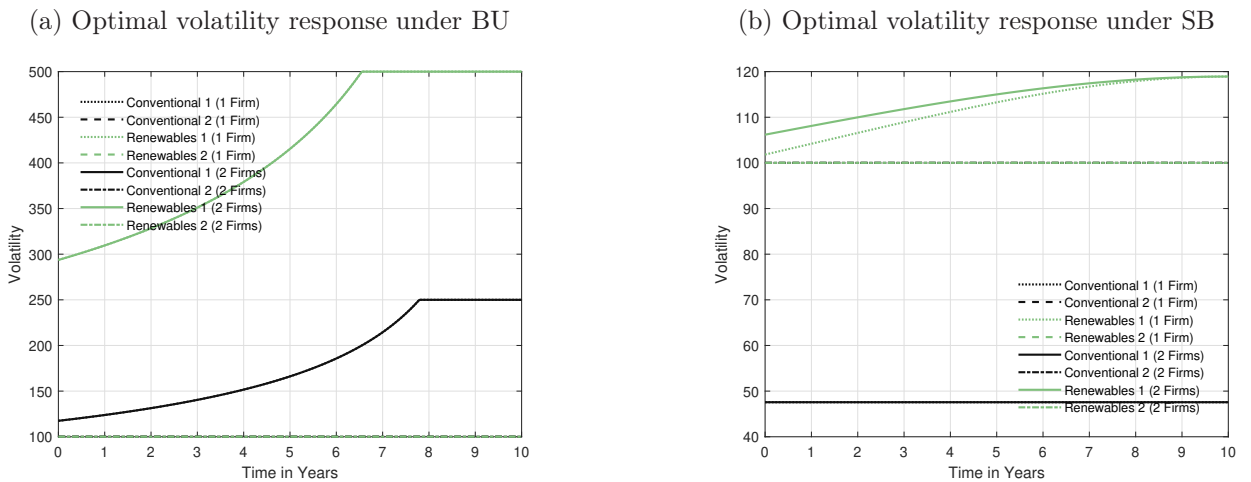 (a) Optimal volatility response under BU
500
450
400
350
300
250
200
150
100
Volatility
Conventional 1 (1 Firm)
Conventional 2 (1 Firm)
Renewables 1 (1 Firm)
Renewables 2 (1 Firm)
Conventional 1 (2 Firms)
Conventional 2 (2 Firms)
Renewables 1 (2 Firms)
Renewables 2 (2 Firms)
0 1 2 3 4 5 6 7 8 9 10
Time in Years
(b) Optimal volatility response under SB
120
110
100
90
80
70
60
50
40
Volatility
Conventional 1 (1 Firm)
Conventional 2 (1 Firm)
Renewables 1 (1 Firm)
Renewables 2 (1 Firm)
Conventional 1 (2 Firms)
Conventional 2 (2 Firms)
Renewables 1 (2 Firms)
Renewables 2 (2 Firms)
0 1 2 3 4 5 6 7 8 9 10
Time in Years